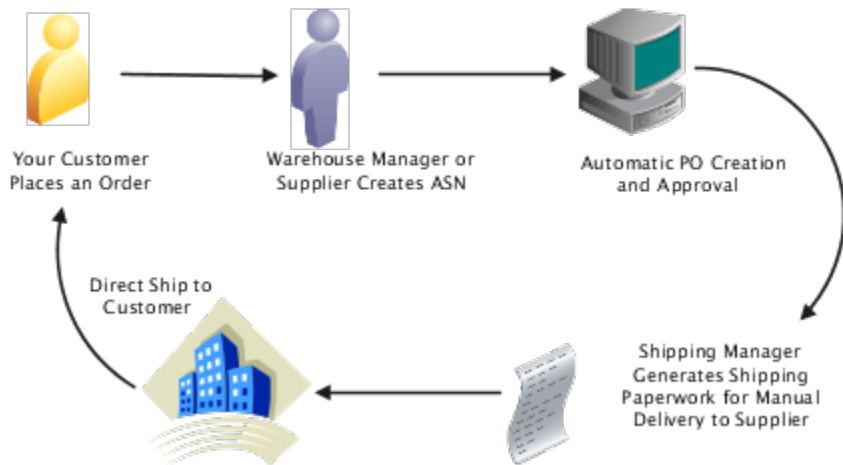 Your Customer
Places an Order
Warehouse Manager or
Supplier Creates ASN
Automatic PO Creation
and Approval
Direct Ship to
Customer
Shipping Manager
Generates Shipping
Paperwork for Manual
Delivery to Supplier